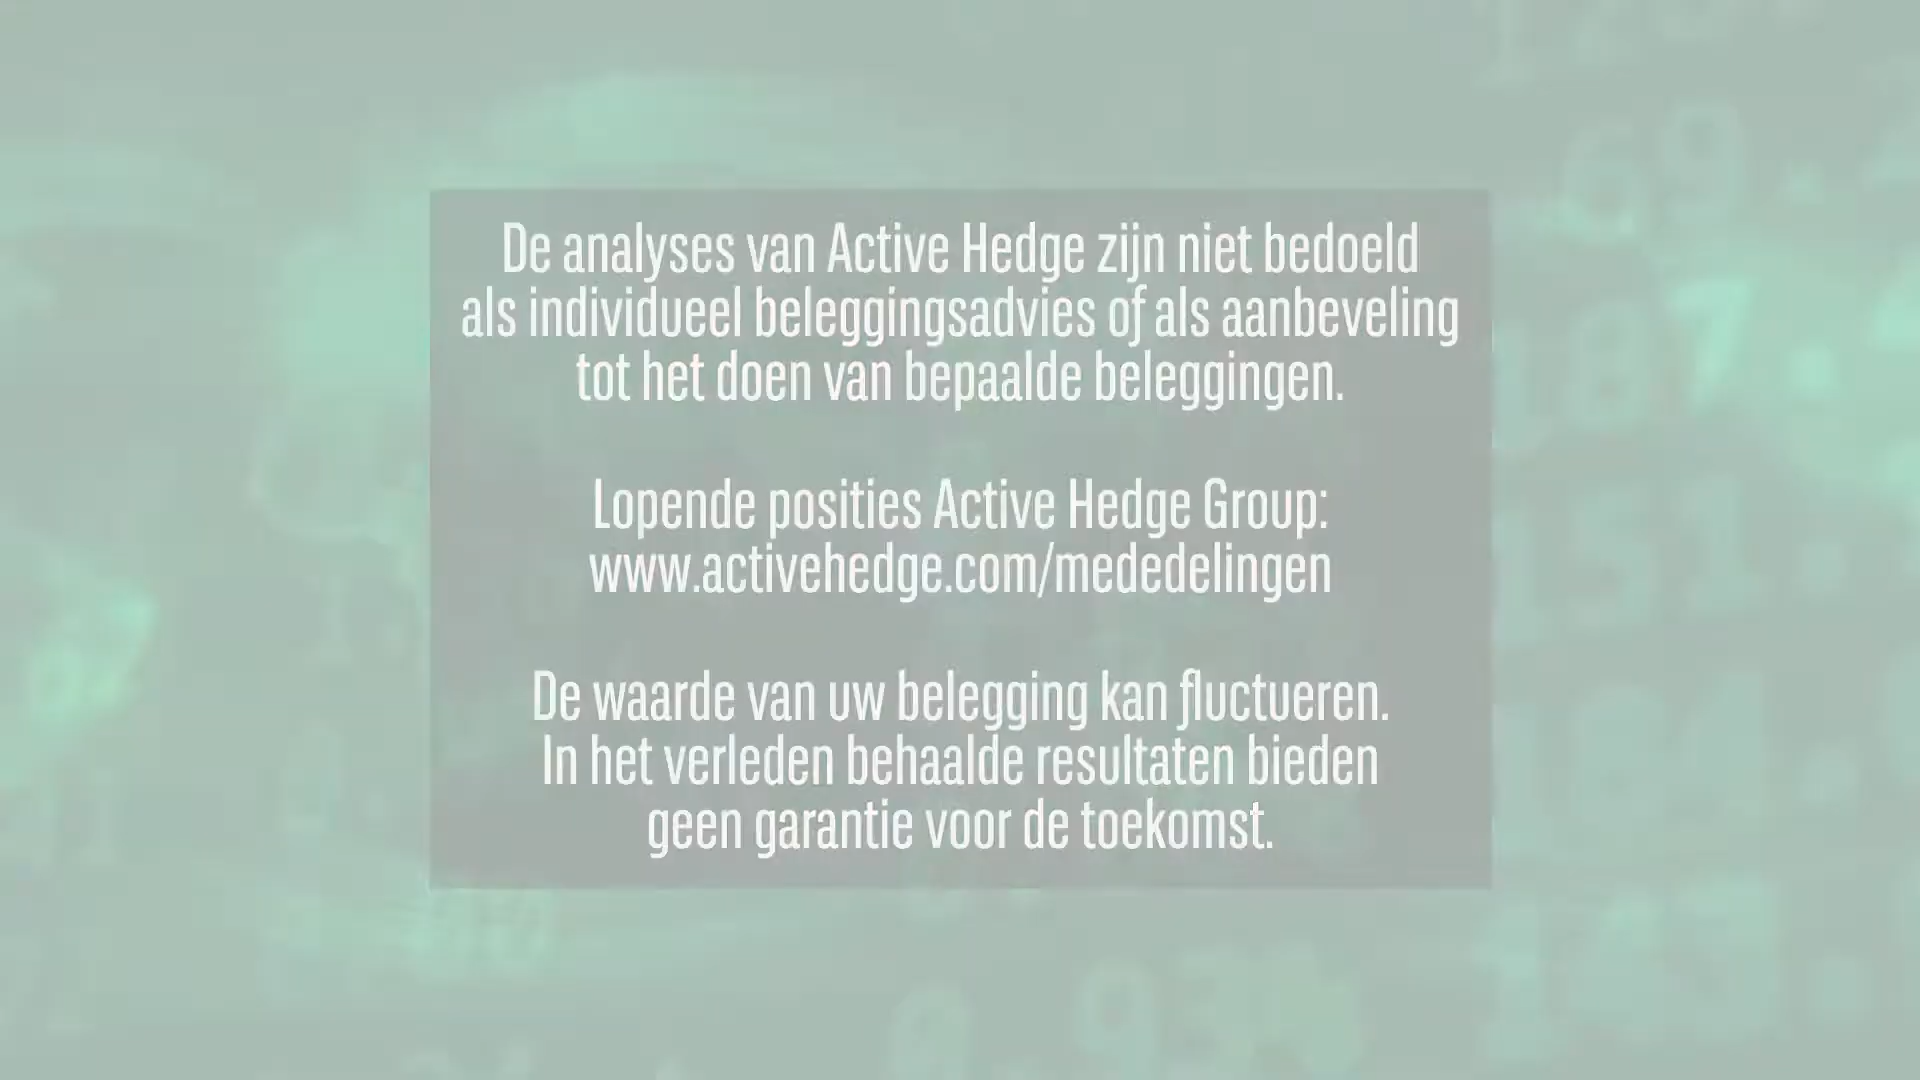 De analyses van Active Hedge zijn niet bedoeld
als individueel beleggingsadvies of als aanbeveling
tot het doen van bepaalde beleggingen.
Lopende posities Active Hedge Group:
www.activehedge.com/mededelingen
De waarde van uw belegging kan fluctueren.
In het verleden behaalde resultaten bieden
geen garantie voor de toekomst.